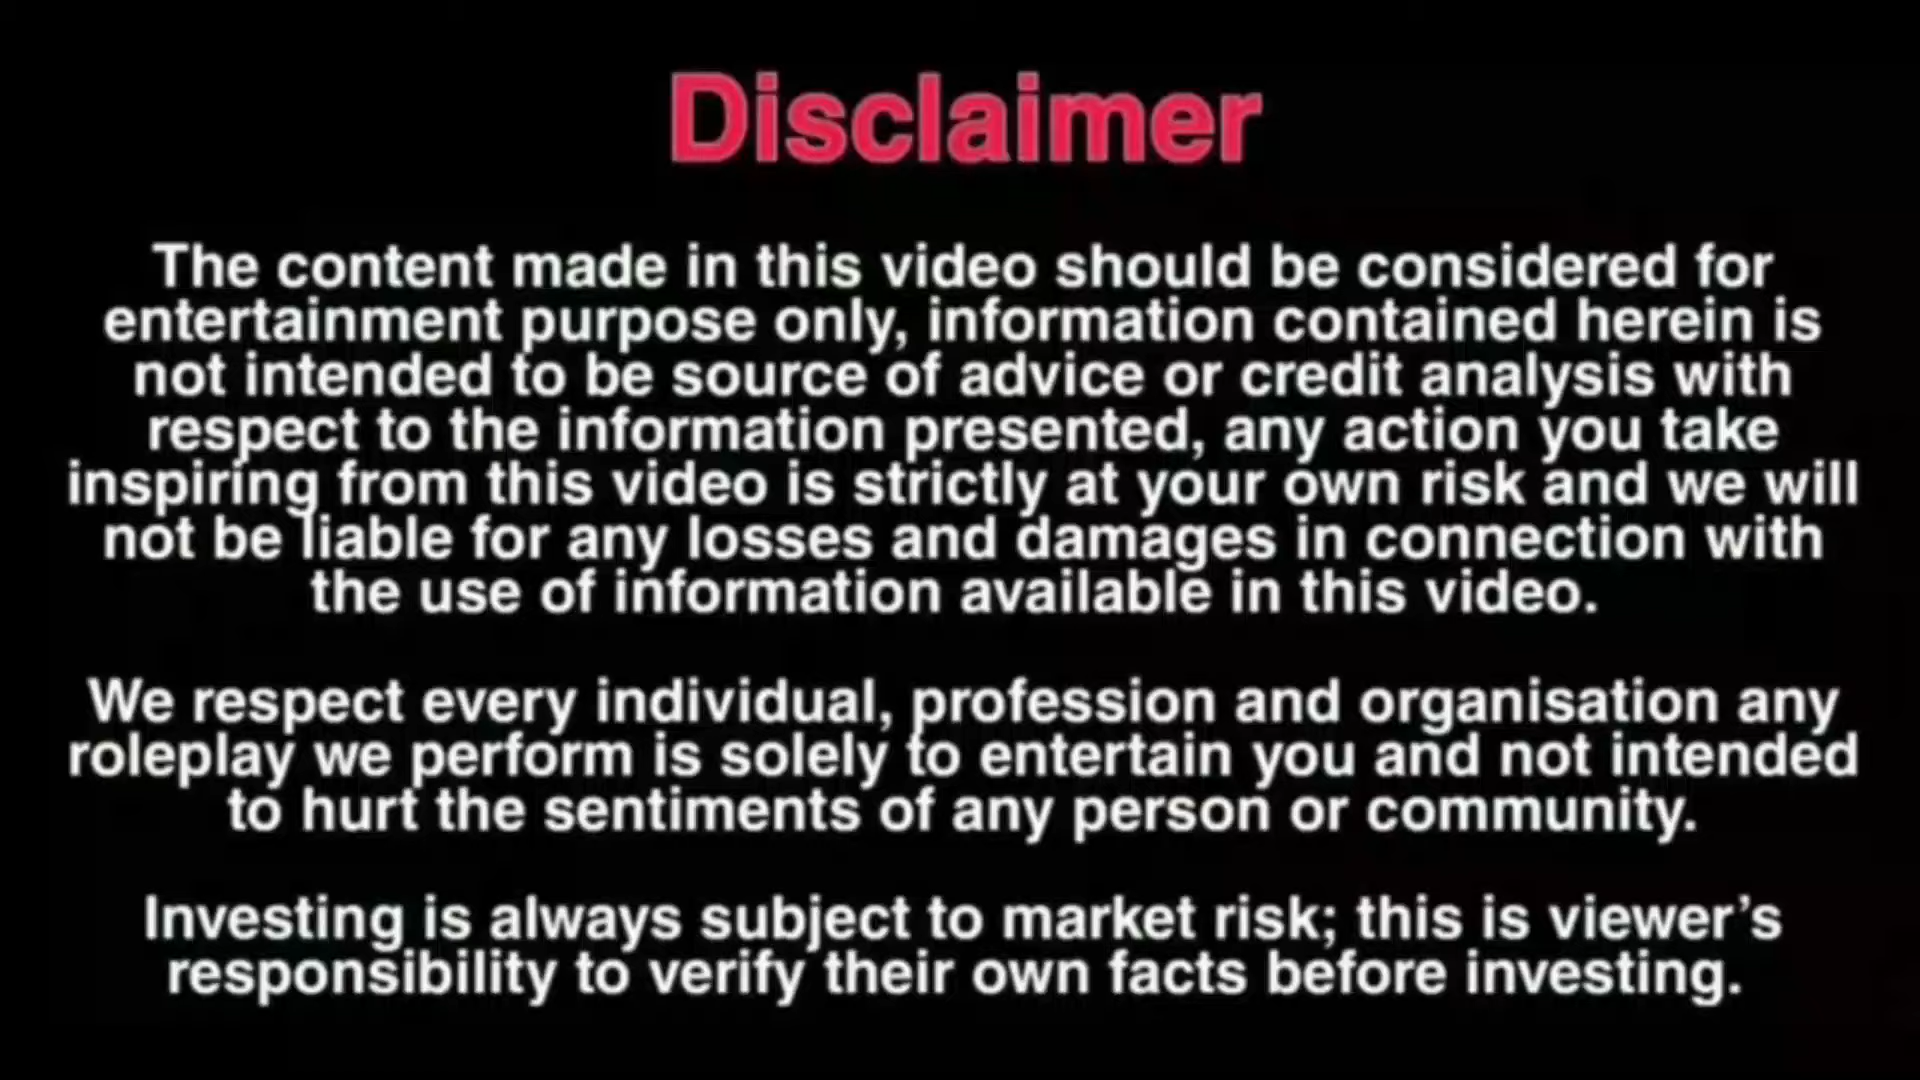 Disclaimer
The content made in this video should be considered for
entertainment purpose only, information contained herein is
not intended to be source of advice or credit analysis with
respect to the information presented, any action you take
inspiring from this video is strictly at your own risk and we will
not be liable for any losses and damages in connection with
the use of information available in this video.
We respect every individual, profession and organisation any
roleplay we perform is solely to entertain you and not intended
to hurt the sentiments of any person or community.
Investing is always subject to market risk; this is viewer’s
responsibility to verify their own facts before investing.